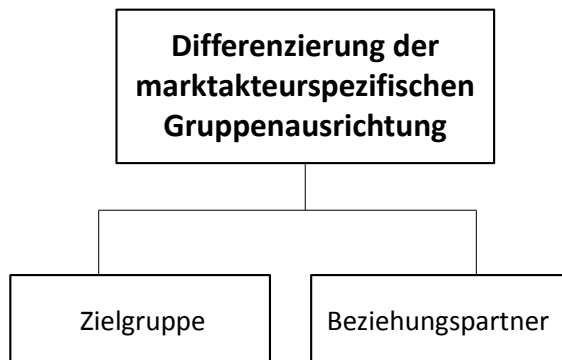 Differenzierung der
marktakteurspezifischen
Gruppenausrichtung
Zielgruppe
Beziehungspartner